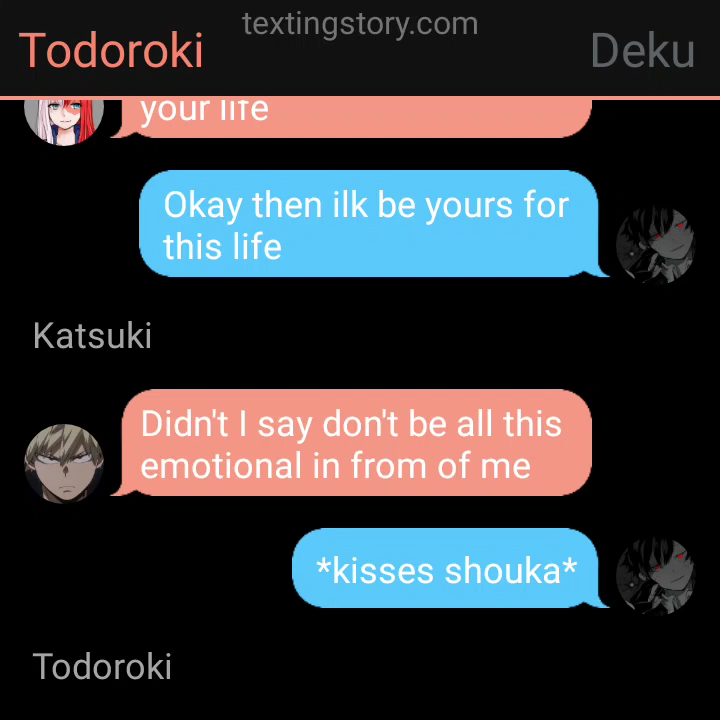 textingstory.com
Todoroki
Deku
your life
Okay then ilk be yours for
this life
Katsuki
Didn't I say don't be all this
emotional in from of me
*kisses shouka*
Todoroki